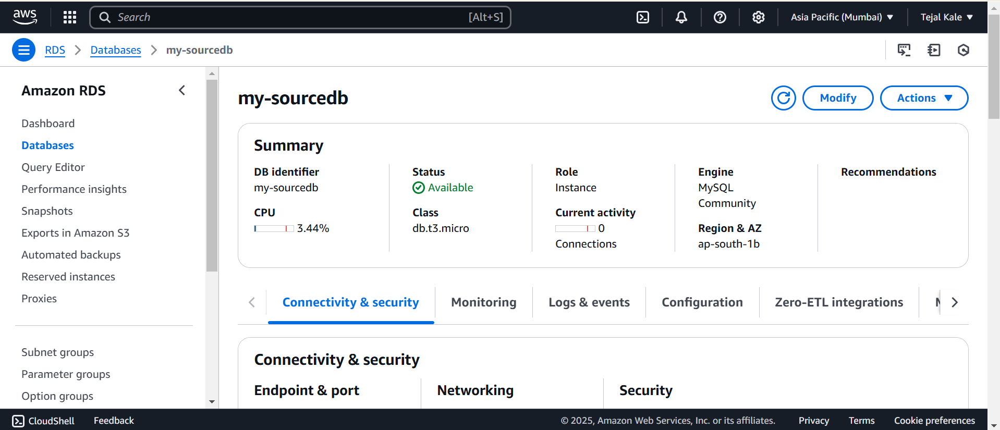 aws
Search
[Alt+S]
Asia Pacific (Mumbai)
Tejal Kale
RDS
Databases
my-sourcedb
Amazon RDS
Dashboard
Databases
Query Editor
Performance insights
Snapshots
Exports in Amazon S3
Automated backups
Reserved instances
Proxies
Subnet groups
Parameter groups
Option groups
my-sourcedb
Modify
Actions
Summary
DB identifier
my-sourcedb
CPU
3.44%
Status
Available
Class
db.t3.micro
Role
Instance
Current activity
0
Connections
Engine
MySQL
Community
Region & AZ
ap-south-1b
Recommendations
Connectivity & security
Monitoring
Logs & events
Configuration
Zero-ETL integrations
Connectivity & security
Endpoint & port
Networking
Security
CloudShell
Feedback
© 2025, Amazon Web Services, Inc. or its affiliates.
Privacy
Terms
Cookie preferences